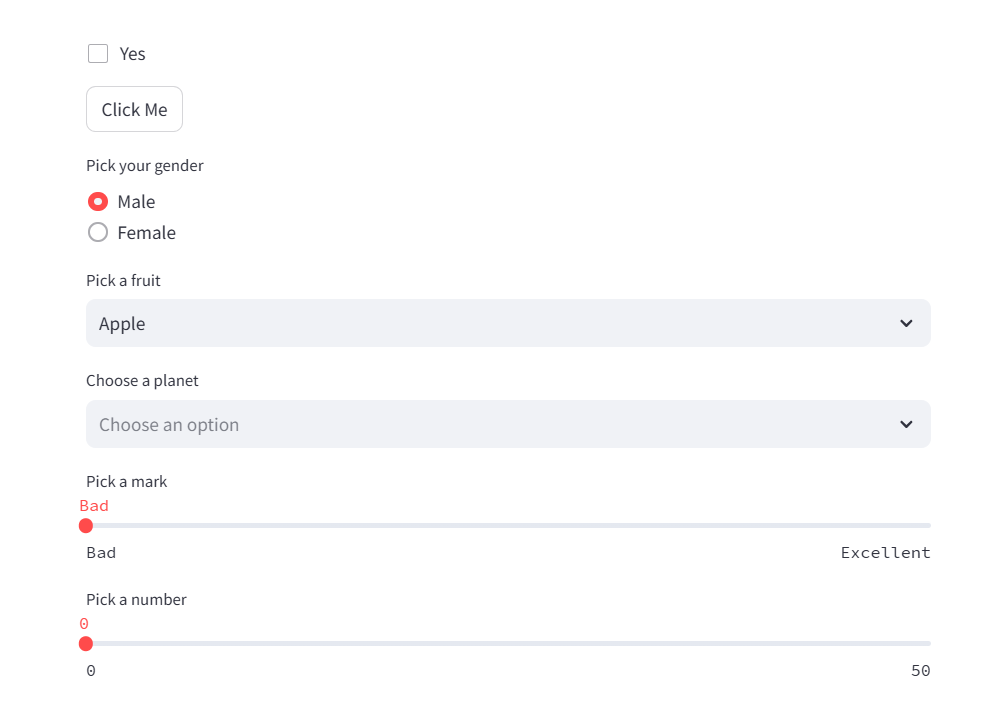 Yes
Click Me
Pick your gender
Male
Female
Pick a fruit
Apple
Choose a planet
Choose an option
Pick a mark
Bad
Bad Excellent
Pick a number
0
0 50